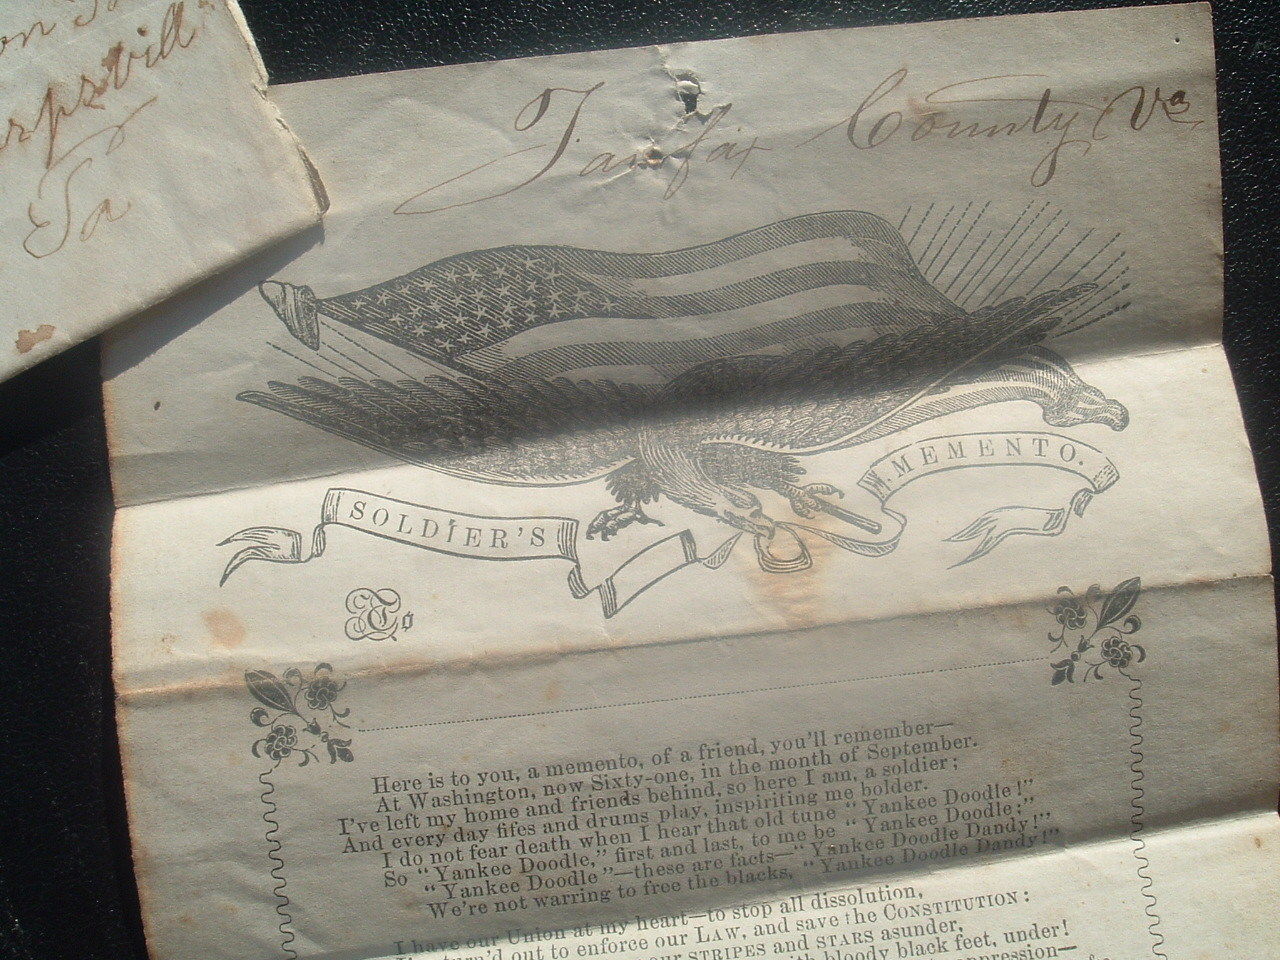 Fairfax County Va
Pa
SOLDIER'S
MEMENTO.
To
Here is to you, a memento, of a friend, you'll remember—
At Washington, now Sixty-one, in the month of September.
I've left my home and friends behind, so here I am, a soldier;
And every day fifes and drums play, inspiriting me bolder.
I do not fear death when I hear that old tune "Yankee Doodle!"
So "Yankee Doodle," first and last, to me be "Yankee Doodle;"
"Yankee Doodle"—these are facts—"Yankee Doodle Dandy!"
We're not warring to free the blacks, "Yankee Doodle Dandy!"
I have our Union at my heart—to stop all dissolution,
turn'd out to enforce our LAW, and save the CONSTITUTION:
our STRIPES and STARS asunder,
bloody black feet, under!